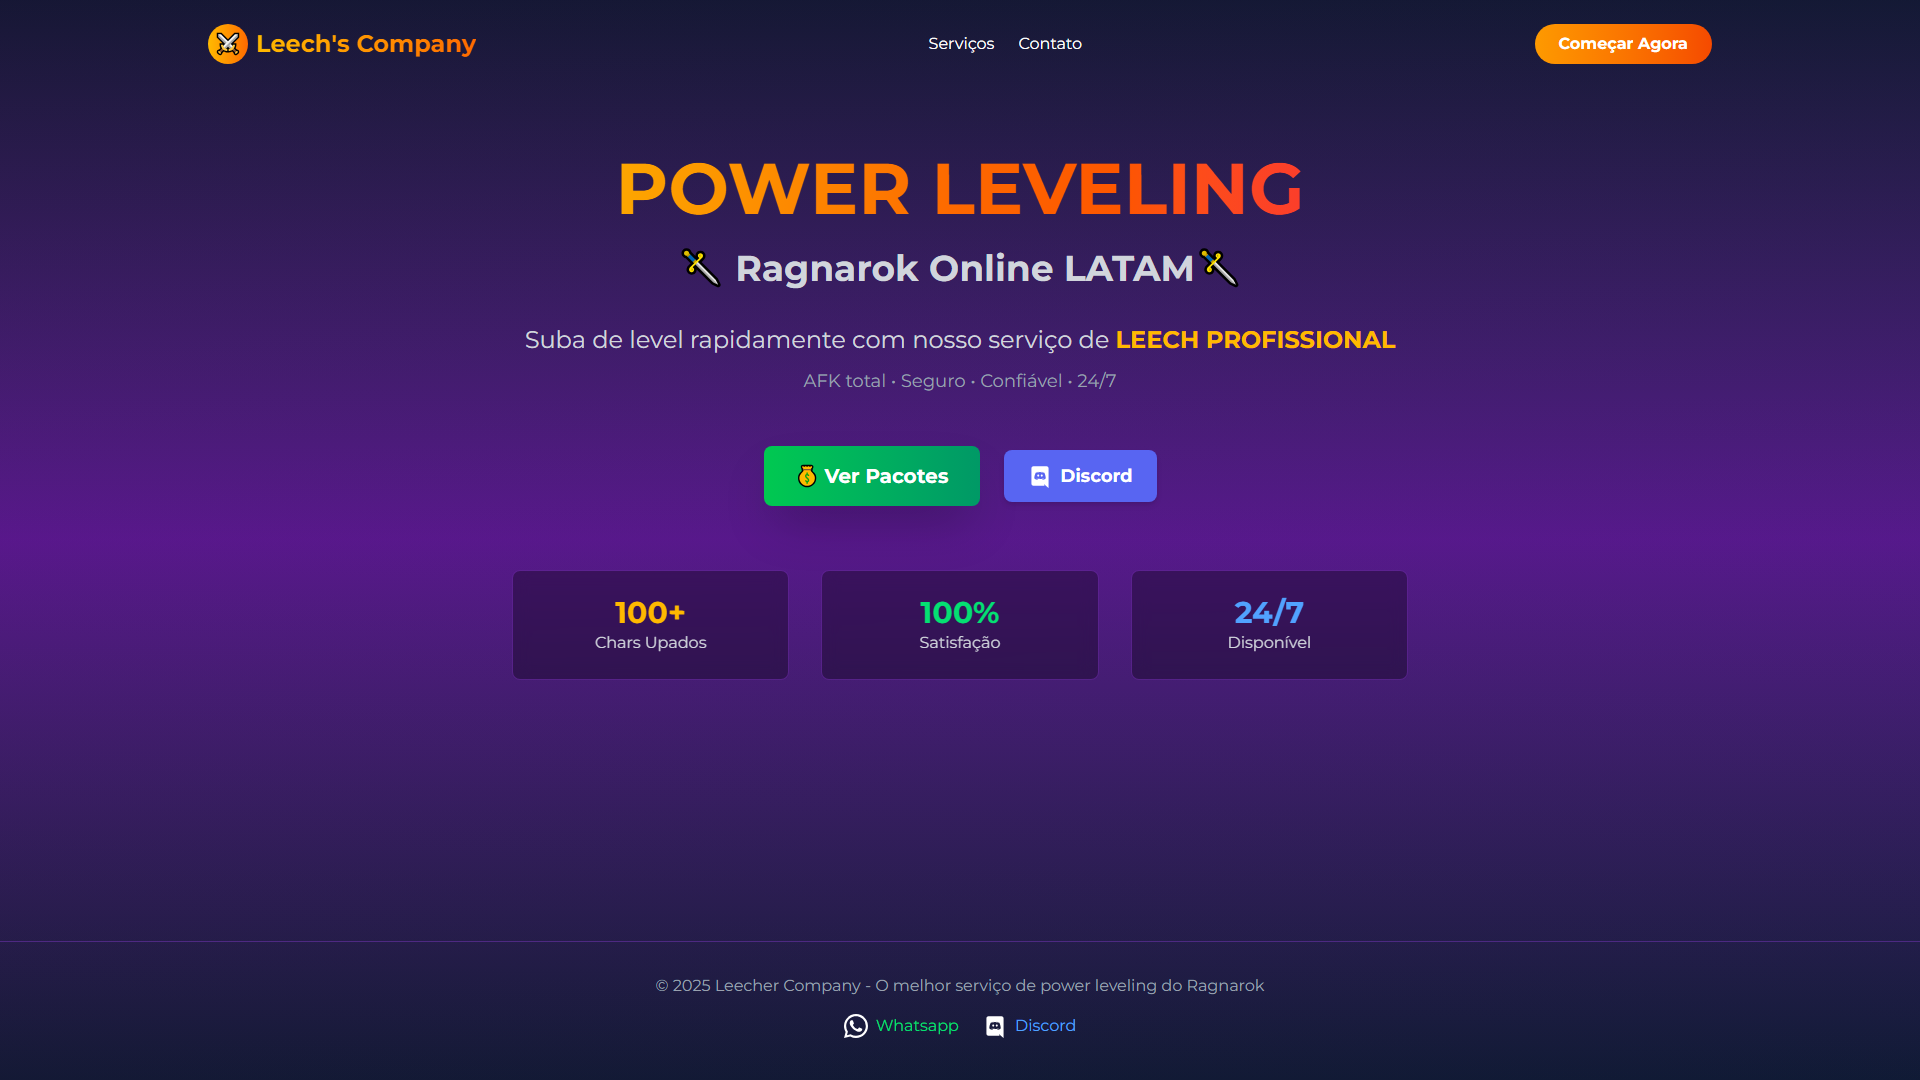 Leech's Company
Serviços Contato
Começar Agora
POWER LEVELING
Ragnarok Online LATAM
Suba de level rapidamente com nosso serviço de LEECH PROFISSIONAL
AFK total • Seguro • Confiável • 24/7
Ver Pacotes
Discord
100+
Chars Upados
100%
Satisfação
24/7
Disponível
© 2025 Leecher Company - O melhor serviço de power leveling do Ragnarok
Whatsapp Discord